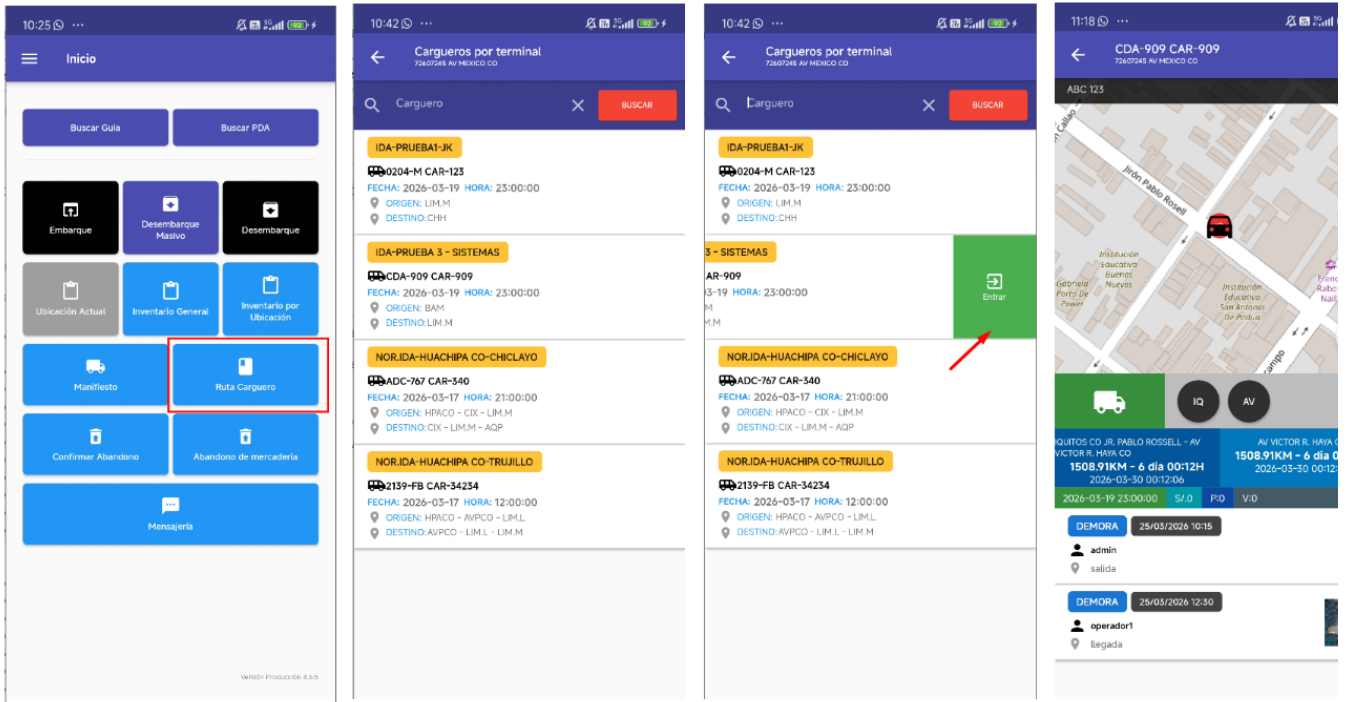 10:25
92
Inicio
Buscar Guia
Buscar PDA
Embarque
Desembarque
Masivo
Desembarque
Ubicación Actual
Inventario General
Inventario por
Ubicación
Manifiesto
Ruta Carguero
Confirmar Abandono
Abandono de mercaderia
Mensajería
Versión Producción 4.6.5
10:42
Cargueros por terminal
72607245 AV MEXICO CO
Carguero
BUSCAR
IDA-PRUEBA1-JK
0204-M CAR-123
FECHA: 2026-03-19 HORA: 23:00:00
ORIGEN: LIM.M
DESTINO:CHH
IDA-PRUEBA 3 - SISTEMAS
CDA-909 CAR-909
FECHA: 2026-03-19 HORA: 23:00:00
ORIGEN: BAM
DESTINO:LIM.M
NOR.IDA-HUACHIPA CO-CHICLAYO
ADC-767 CAR-340
FECHA: 2026-03-17 HORA: 21:00:00
ORIGEN: HPACO - CIX - LIM.M
DESTINO:CIX - LIM.M - AQP
NOR.IDA-HUACHIPA CO-TRUJILLO
2139-FB CAR-34234
FECHA: 2026-03-17 HORA: 12:00:00
ORIGEN: HPACO - AVPCO - LIM.L
DESTINO:AVPCO - LIM.L - LIM.M
10:42
Cargueros por terminal
72607245 AV MEXICO CO
Carguero
BUSCAR
IDA-PRUEBA1-JK
0204-M CAR-123
FECHA: 2026-03-19 HORA: 23:00:00
ORIGEN: LIM.M
DESTINO:CHH
3 - SISTEMAS
AR-909
3-19 HORA: 23:00:00
M
M.M
Entrar
NOR.IDA-HUACHIPA CO-CHICLAYO
ADC-767 CAR-340
FECHA: 2026-03-17 HORA: 21:00:00
ORIGEN: HPACO - CIX - LIM.M
DESTINO:CIX - LIM.M - AQP
NOR.IDA-HUACHIPA CO-TRUJILLO
2139-FB CAR-34234
FECHA: 2026-03-17 HORA: 12:00:00
ORIGEN: HPACO - AVPCO - LIM.L
DESTINO:AVPCO - LIM.L - LIM.M
11:18
CDA-909 CAR-909
72607245 AV MEXICO CO
ABC 123
n Callao
Jirón Pablo Rosell
Institución
Educativa
Buenos
Nuevos
Gabriela
Porto De
Power
Institución
Educativa
San Antonio
De Padua
Franc
Rabo
Nail
ampo
IQ
AV
IQUITOS CO JR. PABLO ROSSELL - AV
VICTOR R. HAYA CO
1508.91KM - 6 dia 00:12H
2026-03-30 00:12:06
AV VICTOR R. HAYA
1508.91KM - 6 dia 0
2026-03-30 00:12:
2026-03-19 23:00:00 S/.0 P:0 V:0
DEMORA 25/03/2026 10:15
admin
salida
DEMORA 25/03/2026 12:30
operador1
llegada